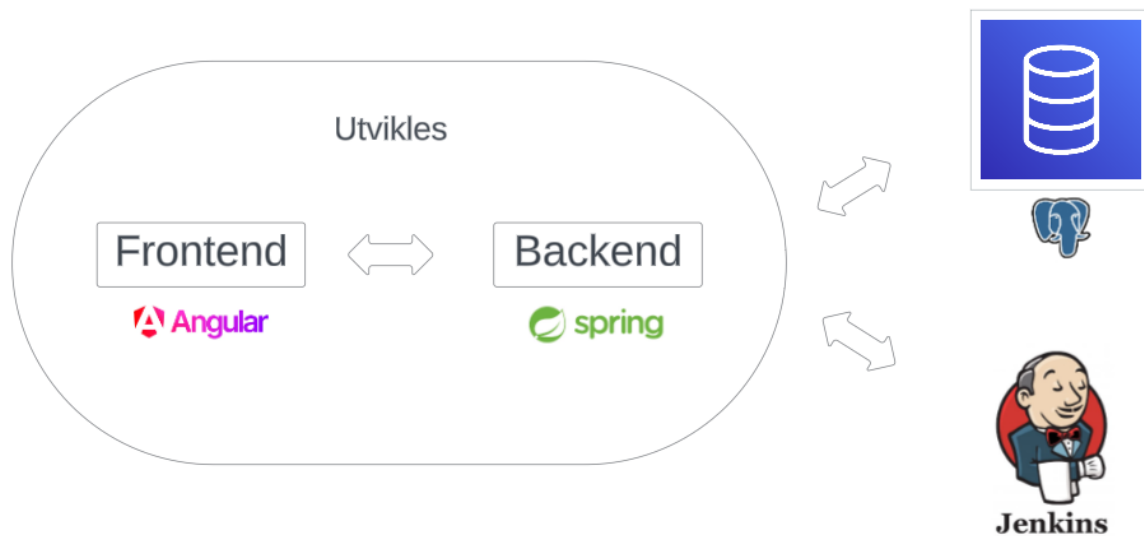 Utvikles
Frontend
Backend
Angular
spring
Jenkins